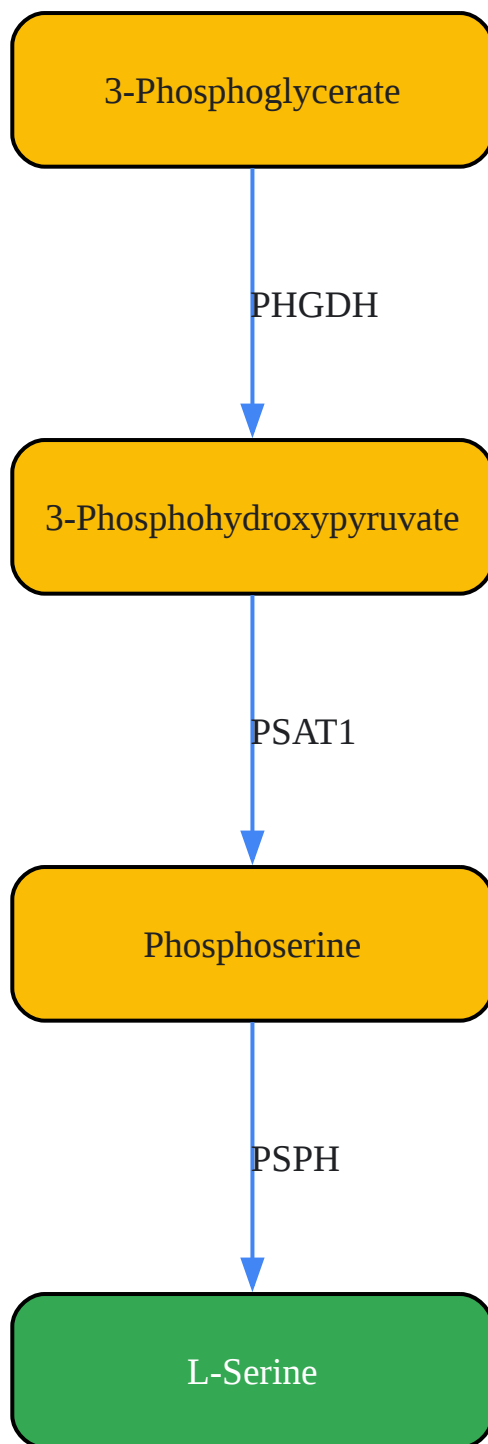 3-Phosphoglycerate
PHGDH
3-Phosphohydroxypyruvate
PSAT1
Phosphoserine
PSPH
L-Serine